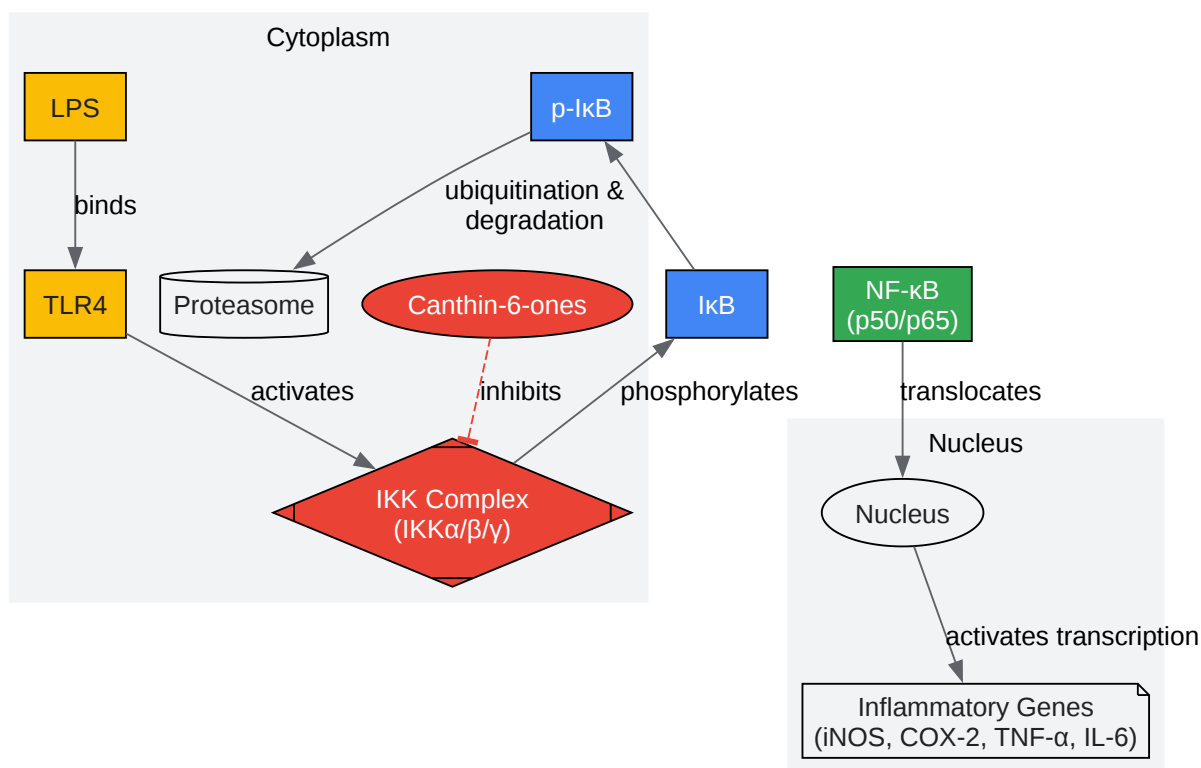 Cytoplasm
LPS
p-IκB
binds
ubiquitination &
degradation
TLR4
Proteasome
Canthin-6-ones
IκB
NF-κB
(p50/p65)
activates
inhibits
phosphorylates
translocates
Nucleus
IKK Complex
(IKKα/β/γ)
Nucleus
activates transcription
Inflammatory Genes
(iNOS, COX-2, TNF-α, IL-6)